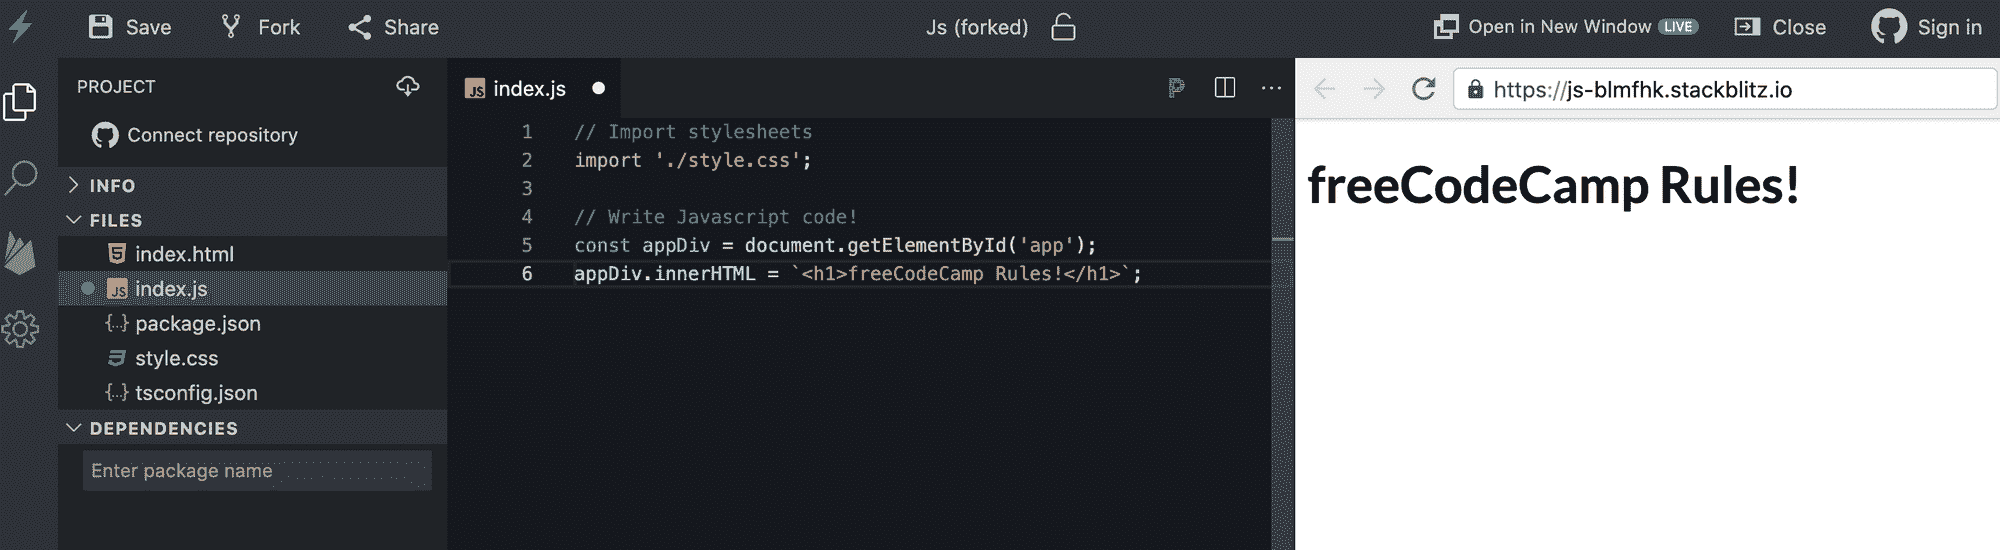 Save Fork Share Js (forked) Open in New Window LIVE Close Sign in
PROJECT
Connect repository
INFO
FILES
index.html
JS index.js
{..} package.json
style.css
{..} tsconfig.json
DEPENDENCIES
Enter package name
JS index.js
1 // Import stylesheets
2 import './style.css';
3
4 // Write Javascript code!
5 const appDiv = document.getElementById('app');
6 appDiv.innerHTML = `<h1>freeCodeCamp Rules!</h1>`;
https://js-blmfhk.stackblitz.io
freeCodeCamp Rules!